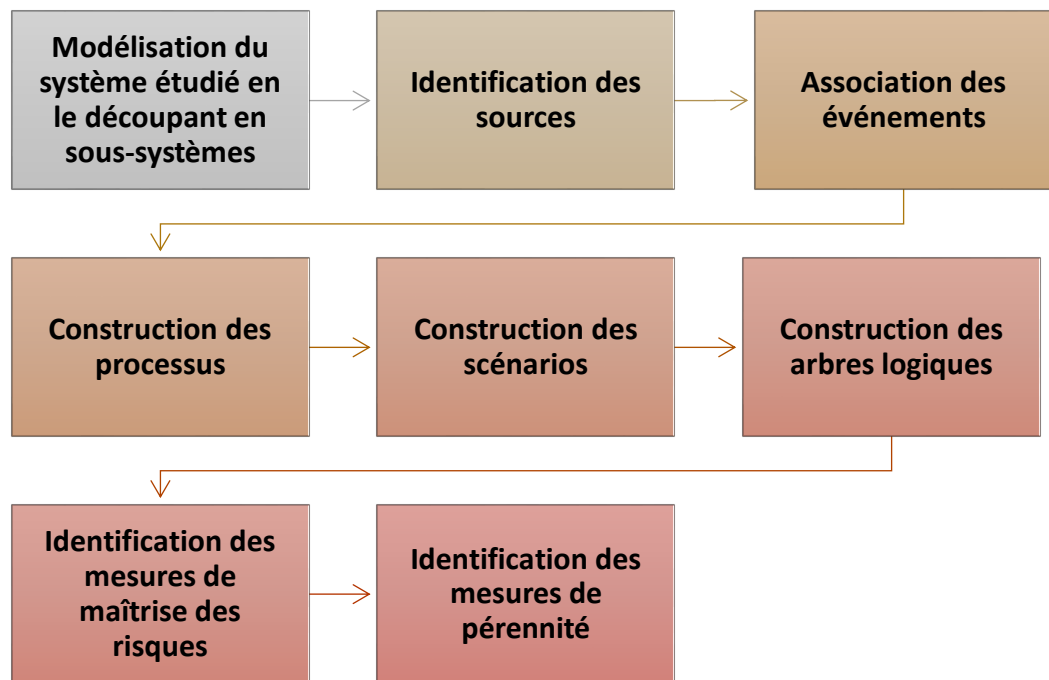 Modélisation du
système étudié en
le découpant en
sous-systèmes
Identification des
sources
Association des
événements
Construction des
processus
Construction des
scénarios
Construction des
arbres logiques
Identification des
mesures de
maîtrise des
risques
Identification des
mesures de
pérennité